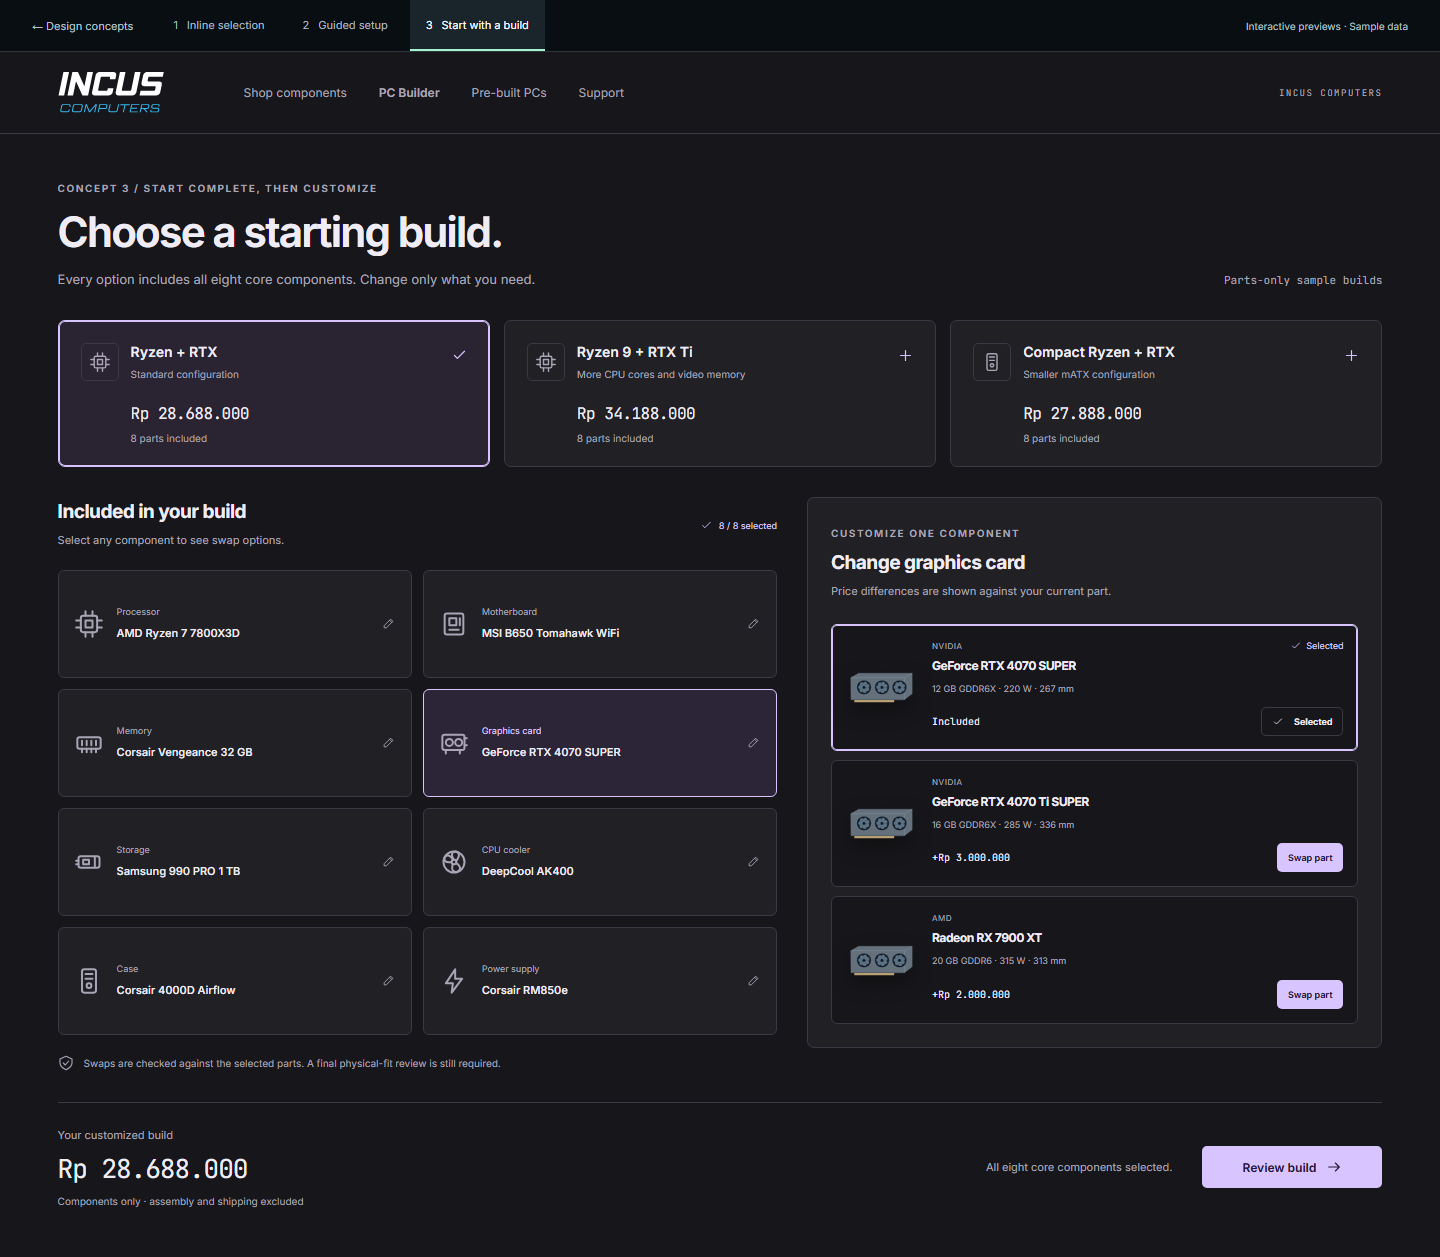 ← Design concepts
1 Inline selection
2 Guided setup
3 Start with a build
Interactive previews · Sample data
INCUS
COMPUTERS
Shop components
PC Builder
Pre-built PCs
Support
INCUS COMPUTERS
CONCEPT 3 / START COMPLETE, THEN CUSTOMIZE
Choose a starting build.
Every option includes all eight core components. Change only what you need.
Parts-only sample builds
Ryzen + RTX
Standard configuration
Rp 28.688.000
8 parts included
Ryzen 9 + RTX Ti
More CPU cores and video memory
Rp 34.188.000
8 parts included
Compact Ryzen + RTX
Smaller mATX configuration
Rp 27.888.000
8 parts included
Included in your build
Select any component to see swap options.
8 / 8 selected
Processor
AMD Ryzen 7 7800X3D
Motherboard
MSI B650 Tomahawk WiFi
Memory
Corsair Vengeance 32 GB
Graphics card
GeForce RTX 4070 SUPER
Storage
Samsung 990 PRO 1 TB
CPU cooler
DeepCool AK400
Case
Corsair 4000D Airflow
Power supply
Corsair RM850e
Swaps are checked against the selected parts. A final physical-fit review is still required.
CUSTOMIZE ONE COMPONENT
Change graphics card
Price differences are shown against your current part.
NVIDIA
Selected
GeForce RTX 4070 SUPER
12 GB GDDR6X · 220 W · 267 mm
Included
Selected
NVIDIA
GeForce RTX 4070 Ti SUPER
16 GB GDDR6X · 285 W · 336 mm
+Rp 3.000.000
Swap part
AMD
Radeon RX 7900 XT
20 GB GDDR6 · 315 W · 313 mm
+Rp 2.000.000
Swap part
Your customized build
Rp 28.688.000
Components only · assembly and shipping excluded
All eight core components selected.
Review build →